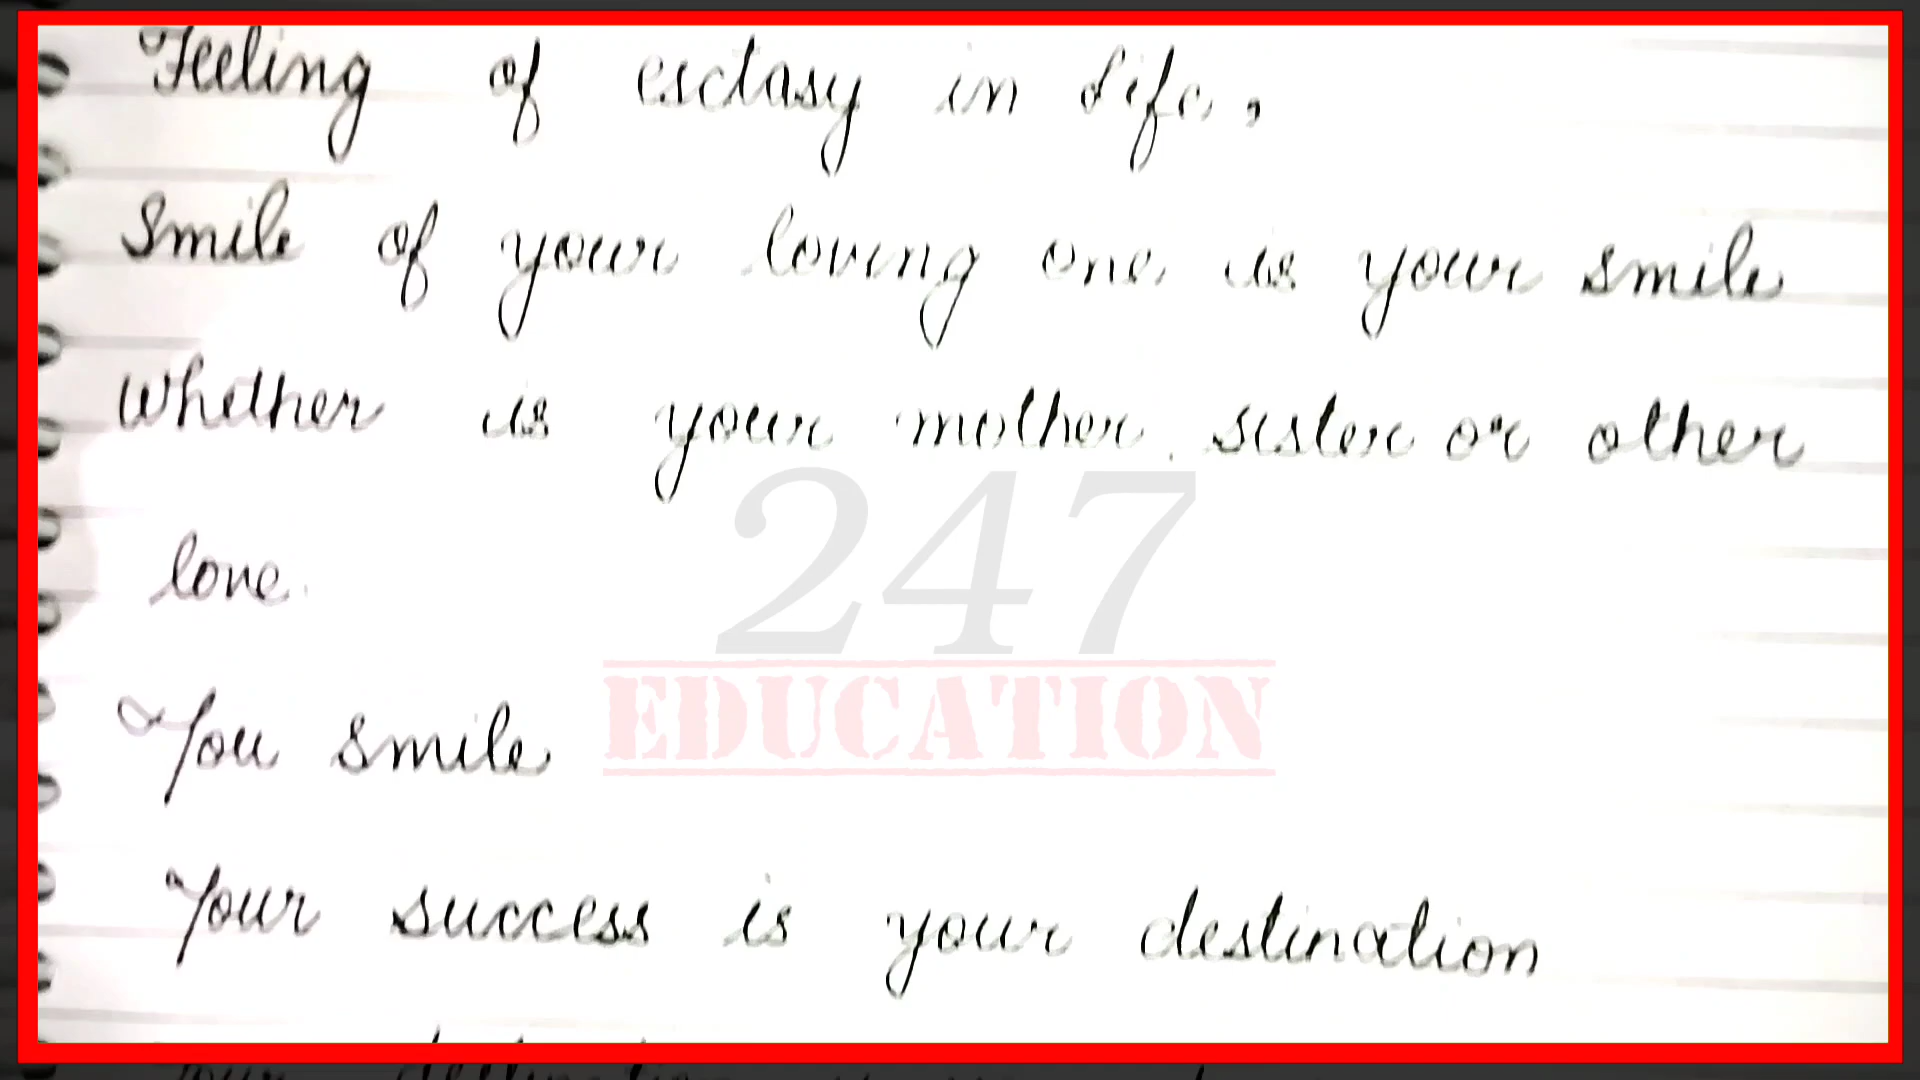 Feeling of esctasy in life,
Smile of your loving one is your smile
Whether is your mother, sister or other
love.
247
EDUCATION
You smile
Your success is your destination